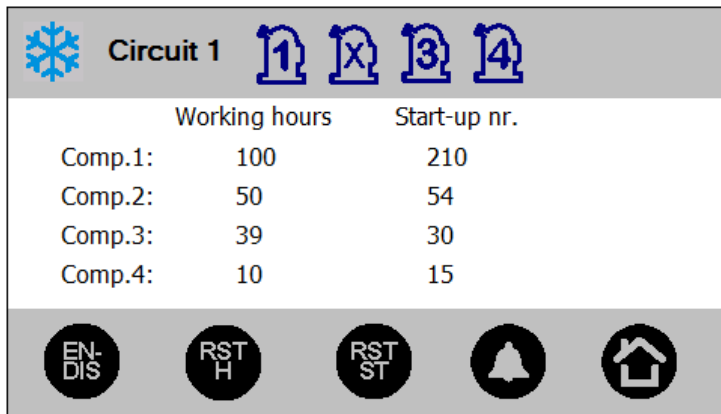 Circuit 1 1 X 3 4
Working hours Start-up nr.
Comp.1: 100 210
Comp.2: 50 54
Comp.3: 39 30
Comp.4: 10 15
EN-
DIS
RST
H
RST
ST